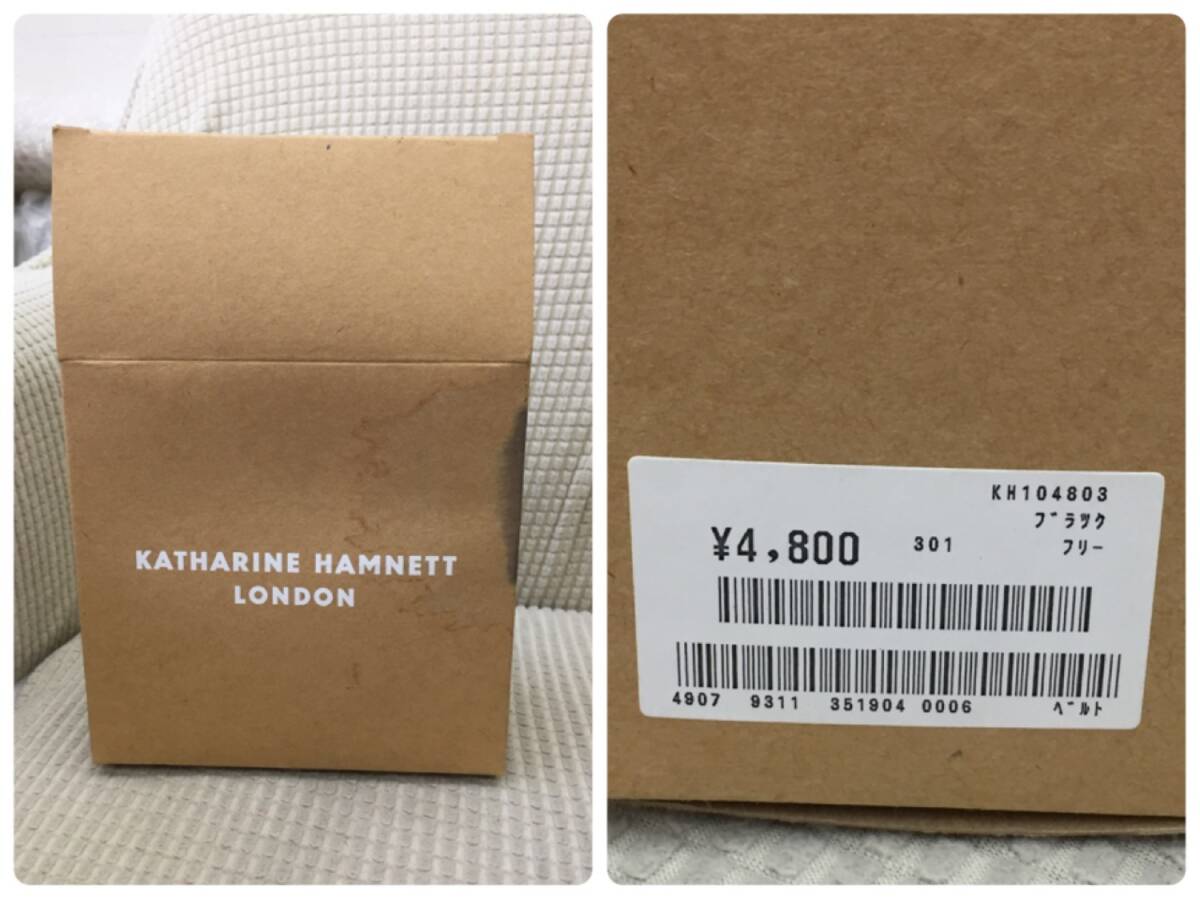 KATHARINE HAMNETT
LONDON
KH104803
ブラック
¥4,800 301 フリー
4907 9311 351904 0006 ベルト